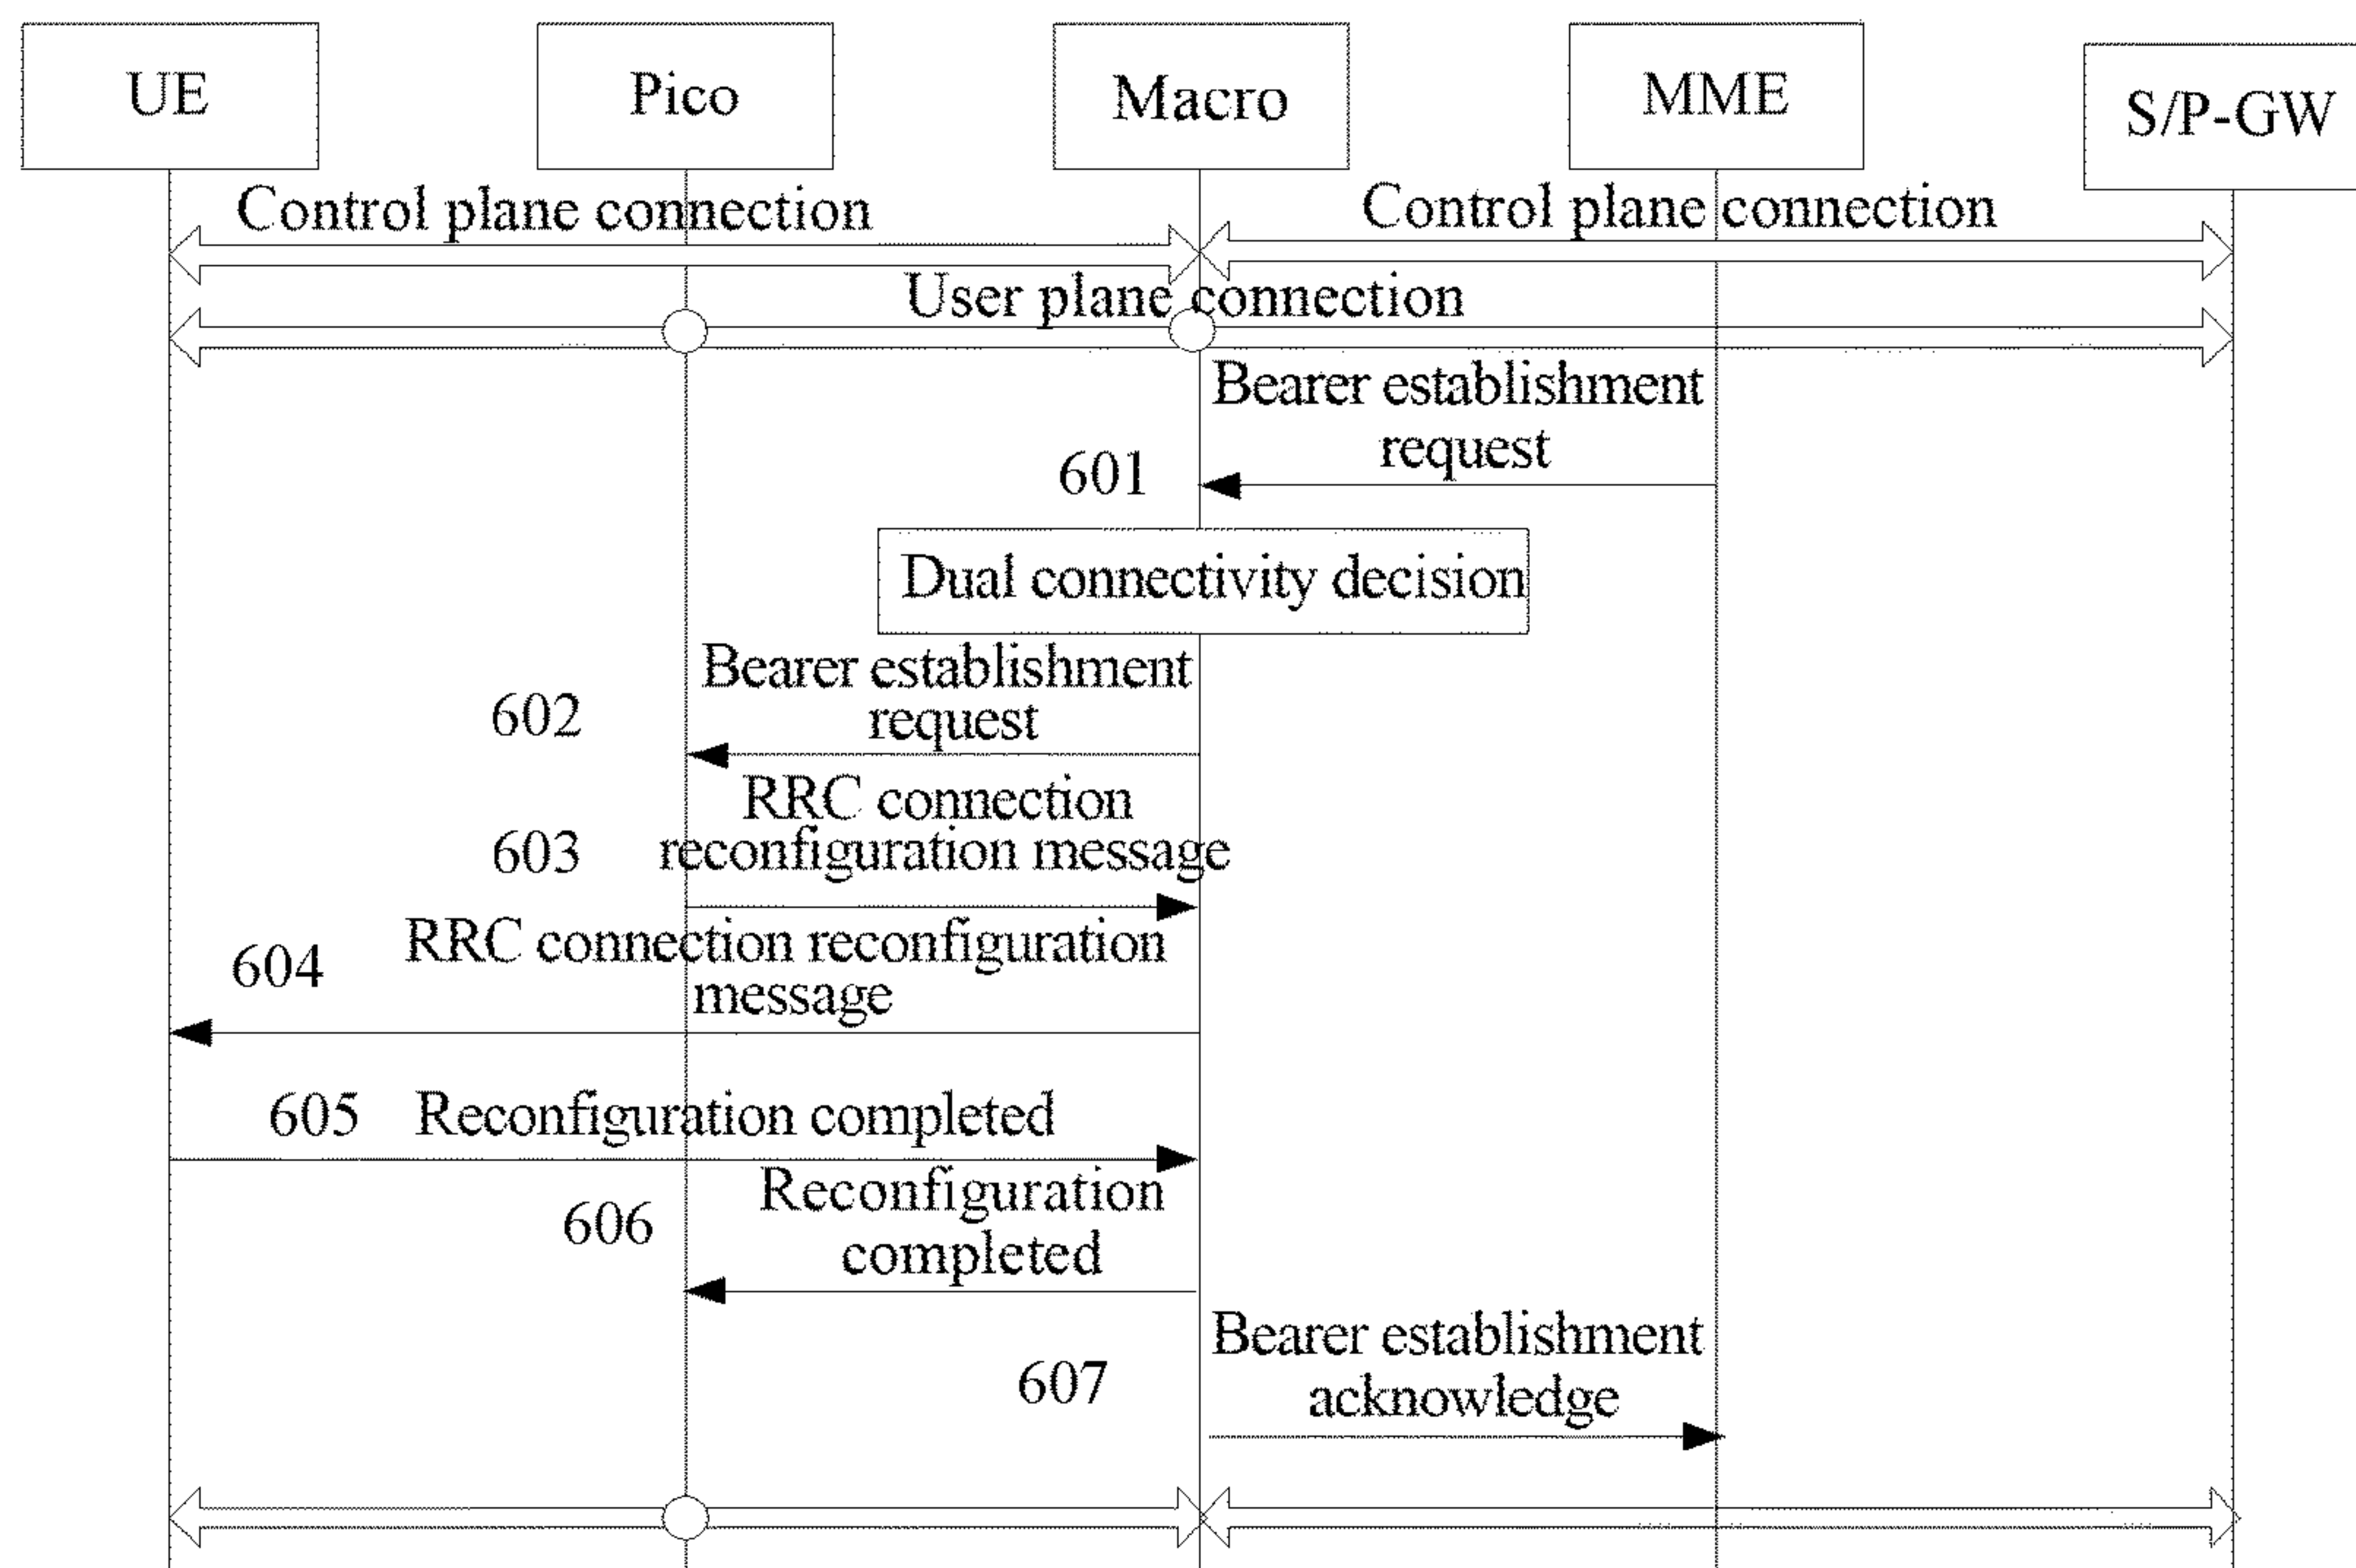 UE
Pico
Macro
MME
S/P-GW
Control plane connection
Control plane connection
User plane connection
Bearer establishment
request
601
Dual connectivity decision
Bearer establishment
request
602
RRC connection
reconfiguration message
603
RRC connection reconfiguration
message
604
605
Reconfiguration completed
Reconfiguration
completed
606
Bearer establishment
acknowledge
607